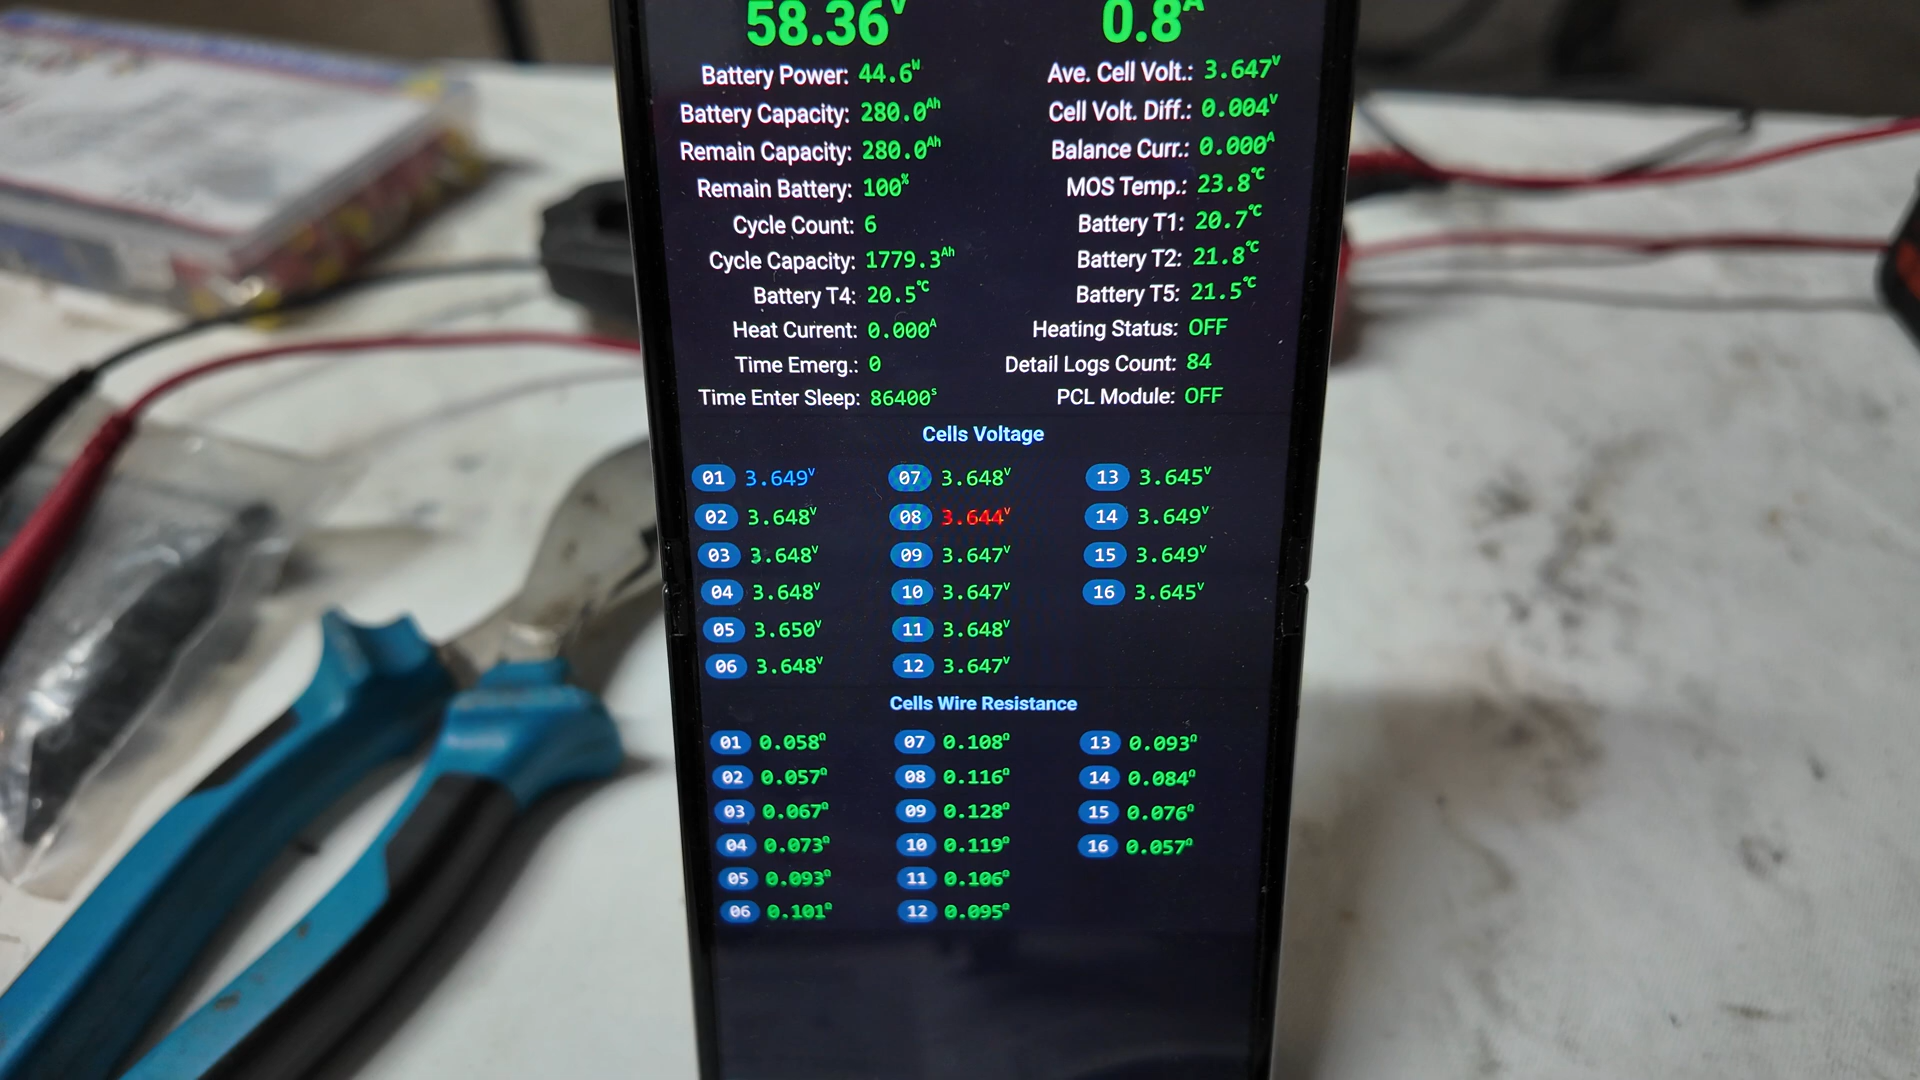 58.36V 0.8A
Battery Power: 44.6W Ave. Cell Volt.: 3.647V
Battery Capacity: 280.0Ah Cell Volt. Diff.: 0.004V
Remain Capacity: 280.0Ah Balance Curr.: 0.000A
Remain Battery: 100% MOS Temp.: 23.8℃
Cycle Count: 6 Battery T1: 20.7℃
Cycle Capacity: 1779.3Ah Battery T2: 21.8℃
Battery T4: 20.5℃ Battery T5: 21.5℃
Heat Current: 0.000A Heating Status: OFF
Time Emerg.: 0 Detail Logs Count: 84
Time Enter Sleep: 86400s PCL Module: OFF
Cells Voltage
01 3.649V 07 3.648V 13 3.645V
02 3.648V 08 3.644V 14 3.649V
03 3.648V 09 3.647V 15 3.649V
04 3.648V 10 3.647V 16 3.645V
05 3.650V 11 3.648V
06 3.648V 12 3.647V
Cells Wire Resistance
01 0.058Ω 07 0.108Ω 13 0.093Ω
02 0.057Ω 08 0.116Ω 14 0.084Ω
03 0.067Ω 09 0.128Ω 15 0.076Ω
04 0.073Ω 10 0.119Ω 16 0.057Ω
05 0.093Ω 11 0.106Ω
06 0.101Ω 12 0.095Ω